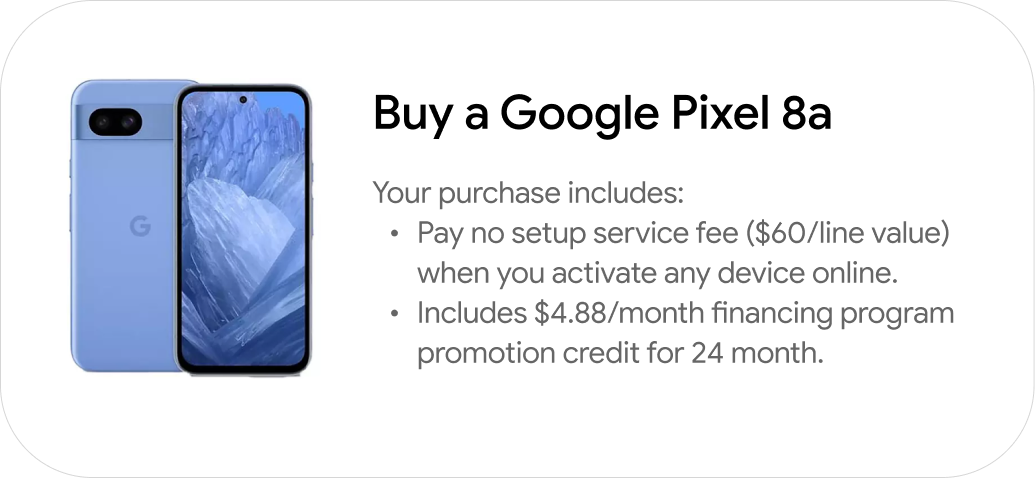 Buy a Google Pixel 8a
Your purchase includes:
• Pay no setup service fee ($60/line value)
when you activate any device online.
• Includes $4.88/month financing program
promotion credit for 24 month.
G